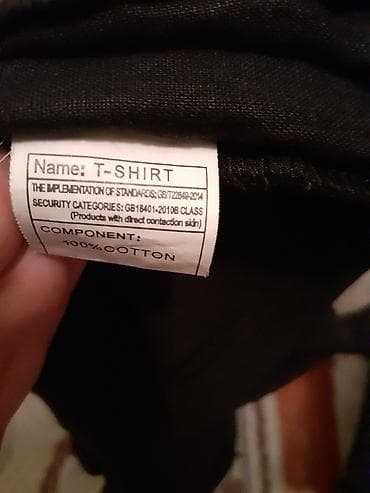 Name: T-SHIRT
THE IMPLEMENTATION OF STANDARDS: GB/T22849-2014
SECURITY CATEGORIES: GB18401-2010B CLASS
(Products with direct contaction skin)
COMPONENT:
100%COTTON